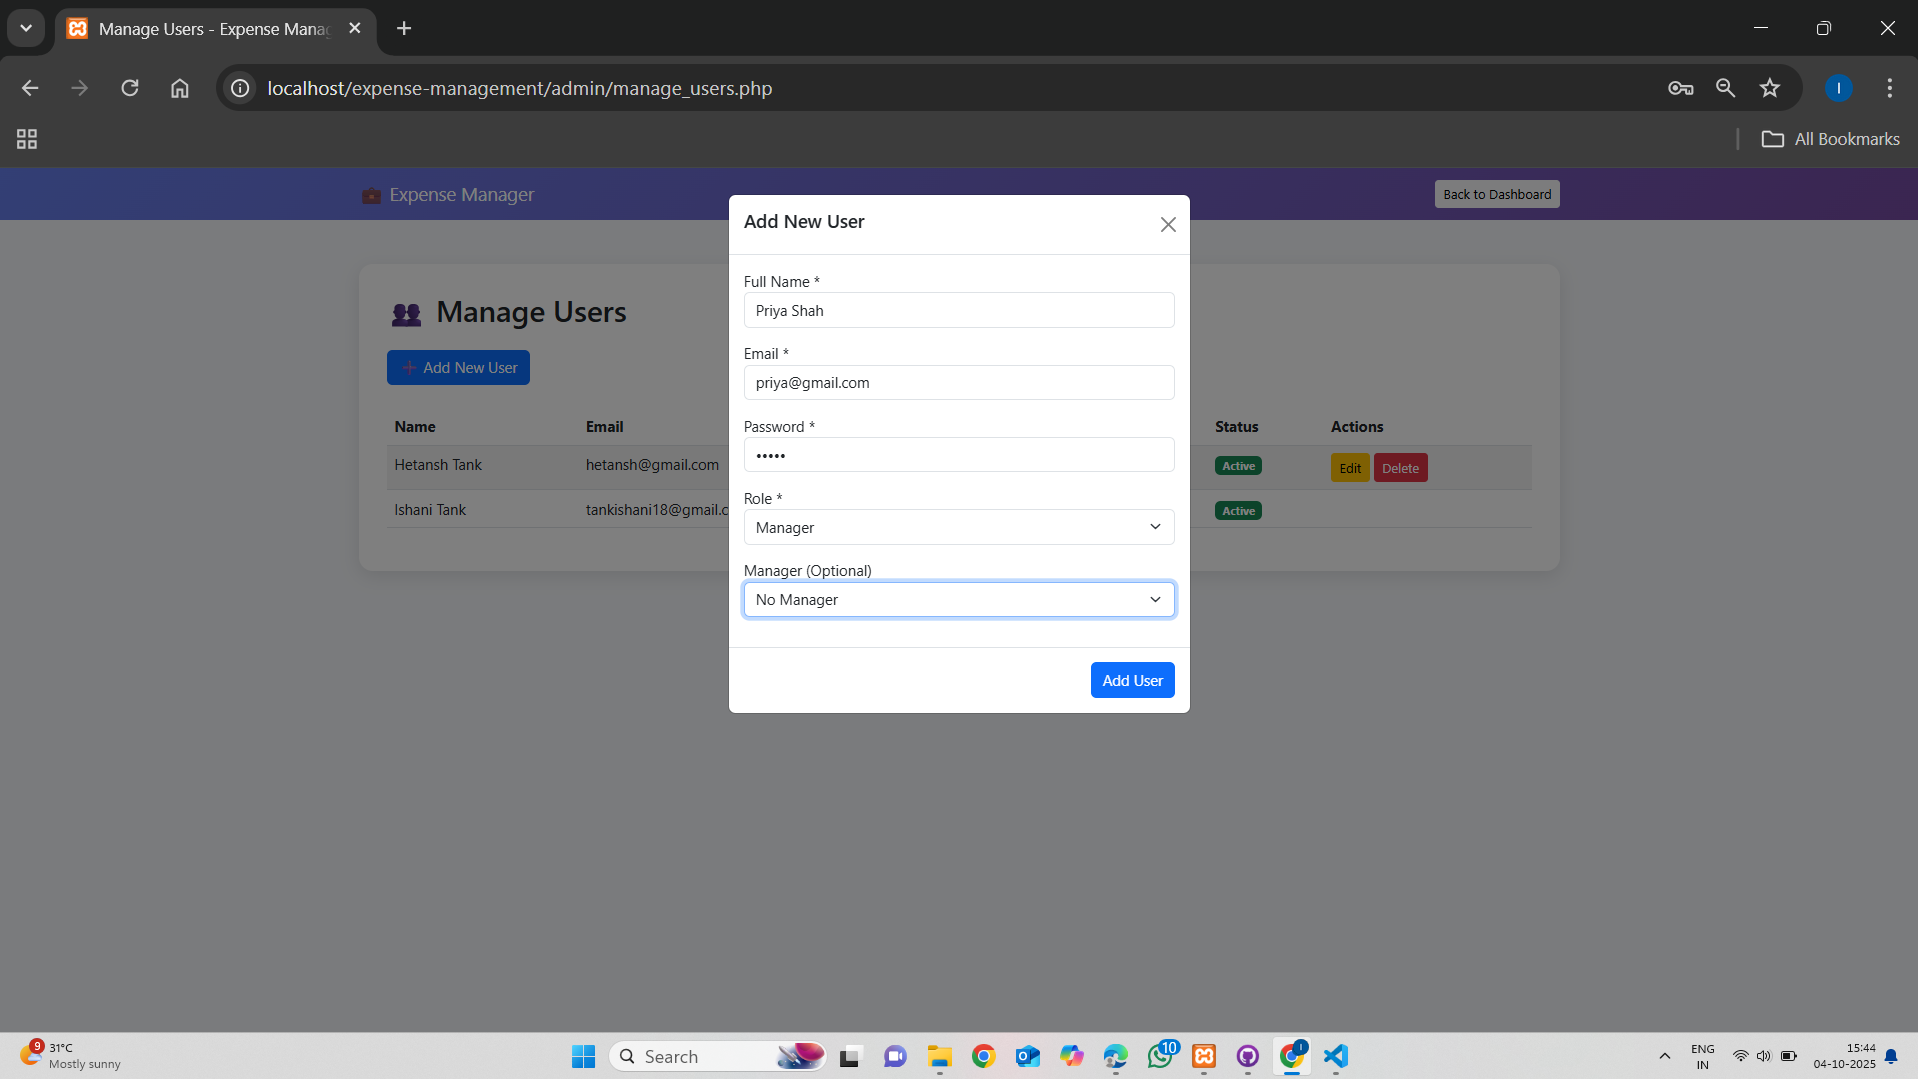 Manage Users - Expense Mana
localhost/expense-management/admin/manage_users.php
I
All Bookmarks
Expense Manager
Back to Dashboard
Manage Users
Add New User
Name Email Status Actions
Hetansh Tank hetansh@gmail.com Active Edit Delete
Ishani Tank tankishani18@gmail.c Active
Add New User
Full Name *
Priya Shah
Email *
priya@gmail.com
Password *
•••••
Role *
Manager
Manager (Optional)
No Manager
Add User
9
31°C
Mostly sunny
Search
10
ENG
IN
15:44
04-10-2025